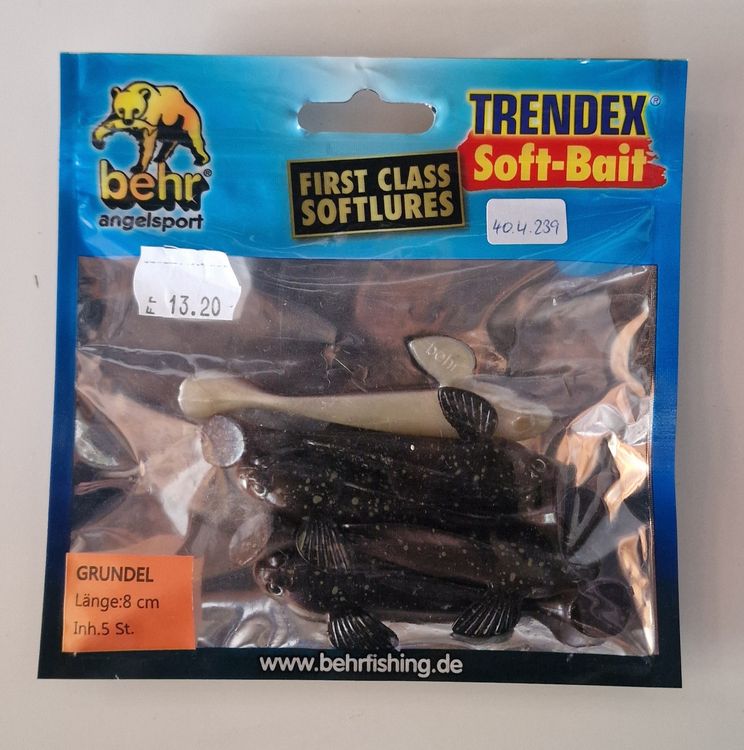 behr®
angelsport
TRENDEX®
Soft-Bait
FIRST CLASS
SOFTLURES
40.4.239
13.20
behr
GRUNDEL
Länge:8 cm
Inh.5 St.
www.behrfishing.de